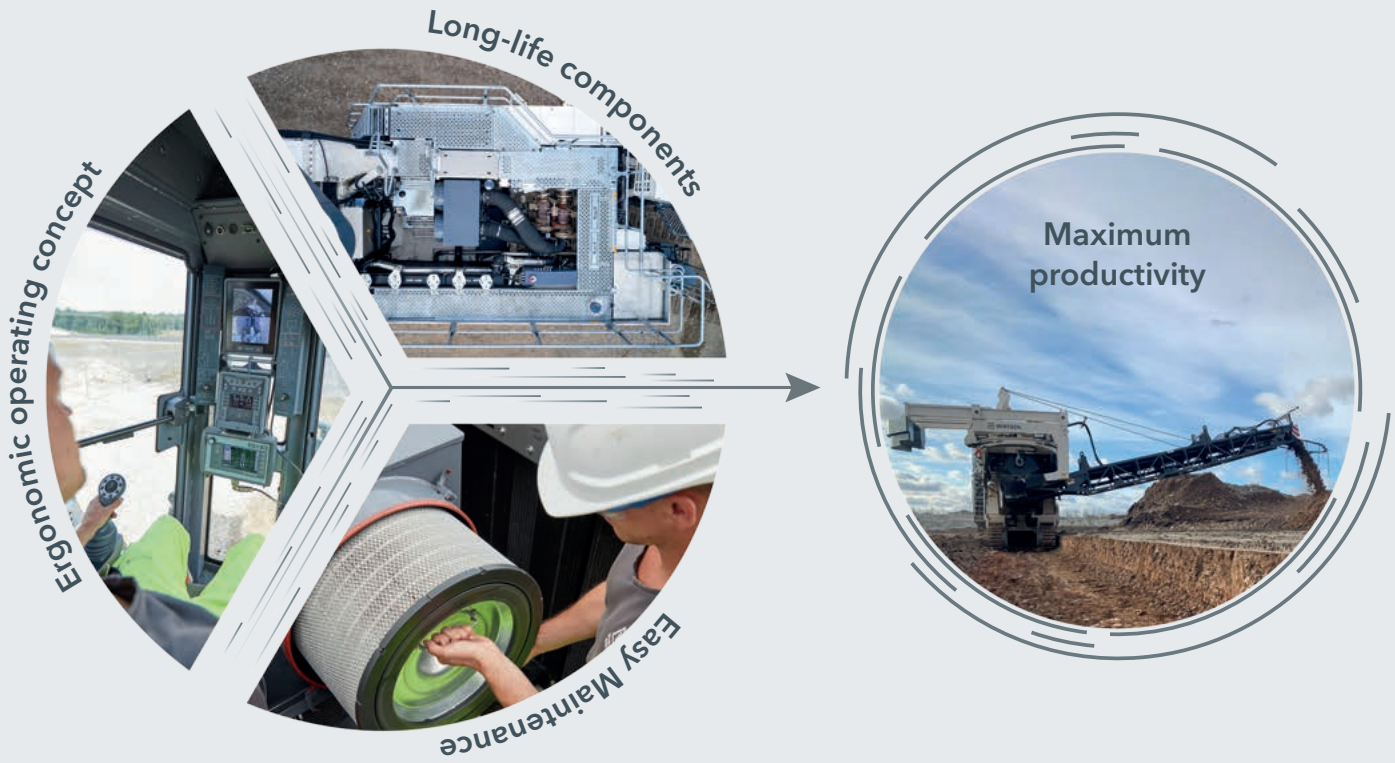 Long-life components
Ergonomic operating concept
Easy Maintenance
Maximum
productivity